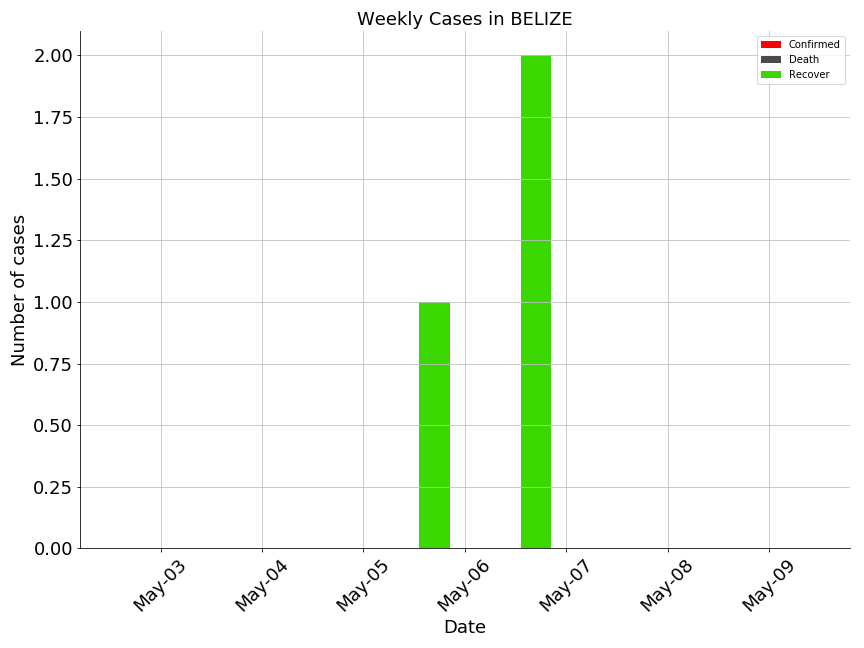 Weekly Cases in BELIZE
Confirmed
Death
Recover
Number of cases
2.00
1.75
1.50
1.25
1.00
0.75
0.50
0.25
0.00
May-03
May-04
May-05
May-06
May-07
May-08
May-09
Date